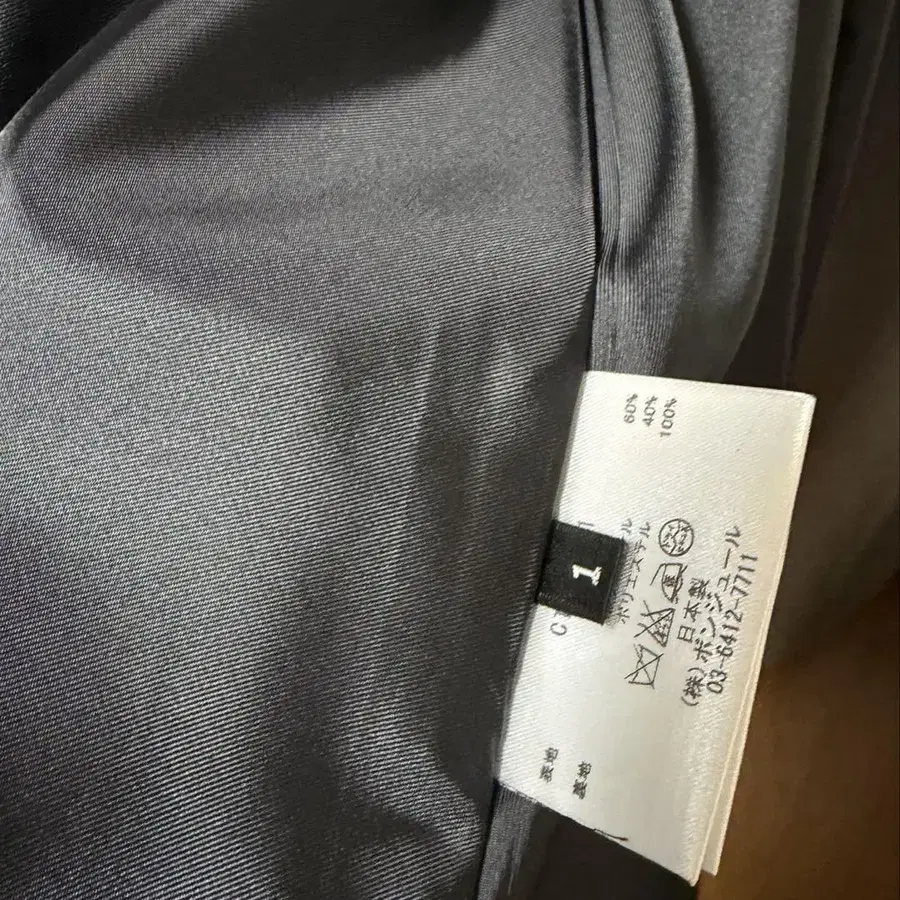 1
表地 60%
40%
裏地 ポリエステル 100%
日本製
(株)ボンジュール
03-6412-7711